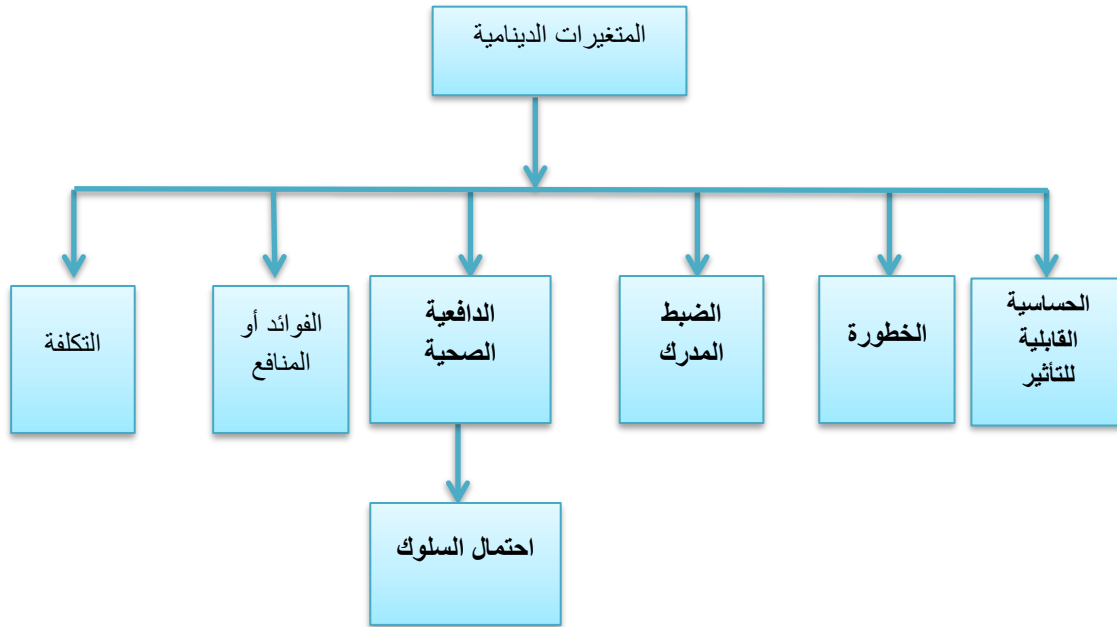 المتغيرات الدينامية
الحساسية
القابلية
للتأثير
الخطورة
الضبط
المدرك
الدافعية
الصحية
الفوائد أو
المنافع
التكلفة
احتمال السلوك